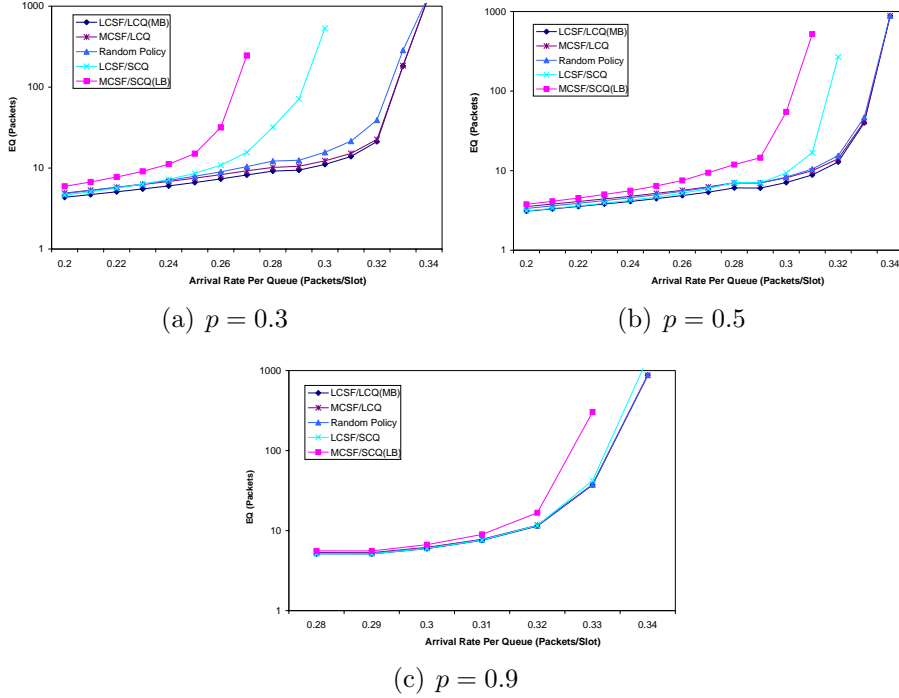 1000
100
10
1
EQ (Packets)
LCSF/LCQ(MB)
MCSF/LCQ
Random Policy
LCSF/SCQ
MCSF/SCQ(LB)
0.2 0.22 0.24 0.26 0.28 0.3 0.32 0.34
Arrival Rate Per Queue (Packets/Slot)
(a) p = 0.3
1000
100
10
1
EQ (Packets)
LCSF/LCQ(MB)
MCSF/LCQ
Random Policy
LCSF/SCQ
MCSF/SCQ(LB)
0.2 0.22 0.24 0.26 0.28 0.3 0.32 0.34
Arrival Rate Per Queue (Packets/Slot)
(b) p = 0.5
1000
100
10
1
EQ (Packets)
LCSF/LCQ(MB)
MCSF/LCQ
Random Policy
LCSF/SCQ
MCSF/SCQ(LB)
0.28 0.29 0.3 0.31 0.32 0.33 0.34
Arrival Rate Per Queue (Packets/Slot)
(c) p = 0.9